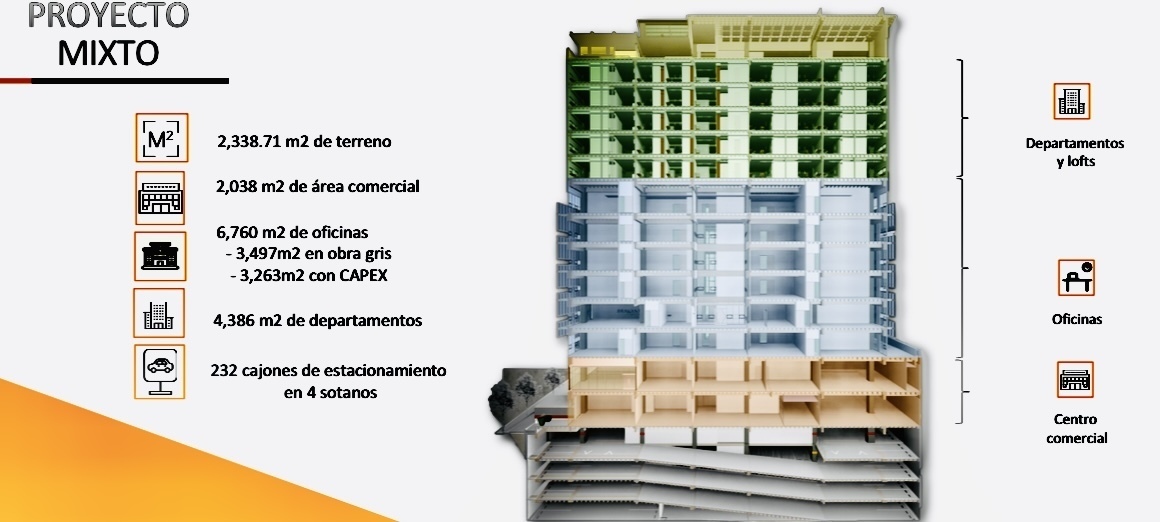 PROYECTO
MIXTO
M²
2,338.71 m2 de terreno
2,038 m2 de área comercial
6,760 m2 de oficinas
- 3,497m2 en obra gris
- 3,263m2 con CAPEX
4,386 m2 de departamentos
232 cajones de estacionamiento
en 4 sotanos
Departamentos
y lofts
Oficinas
Centro
comercial